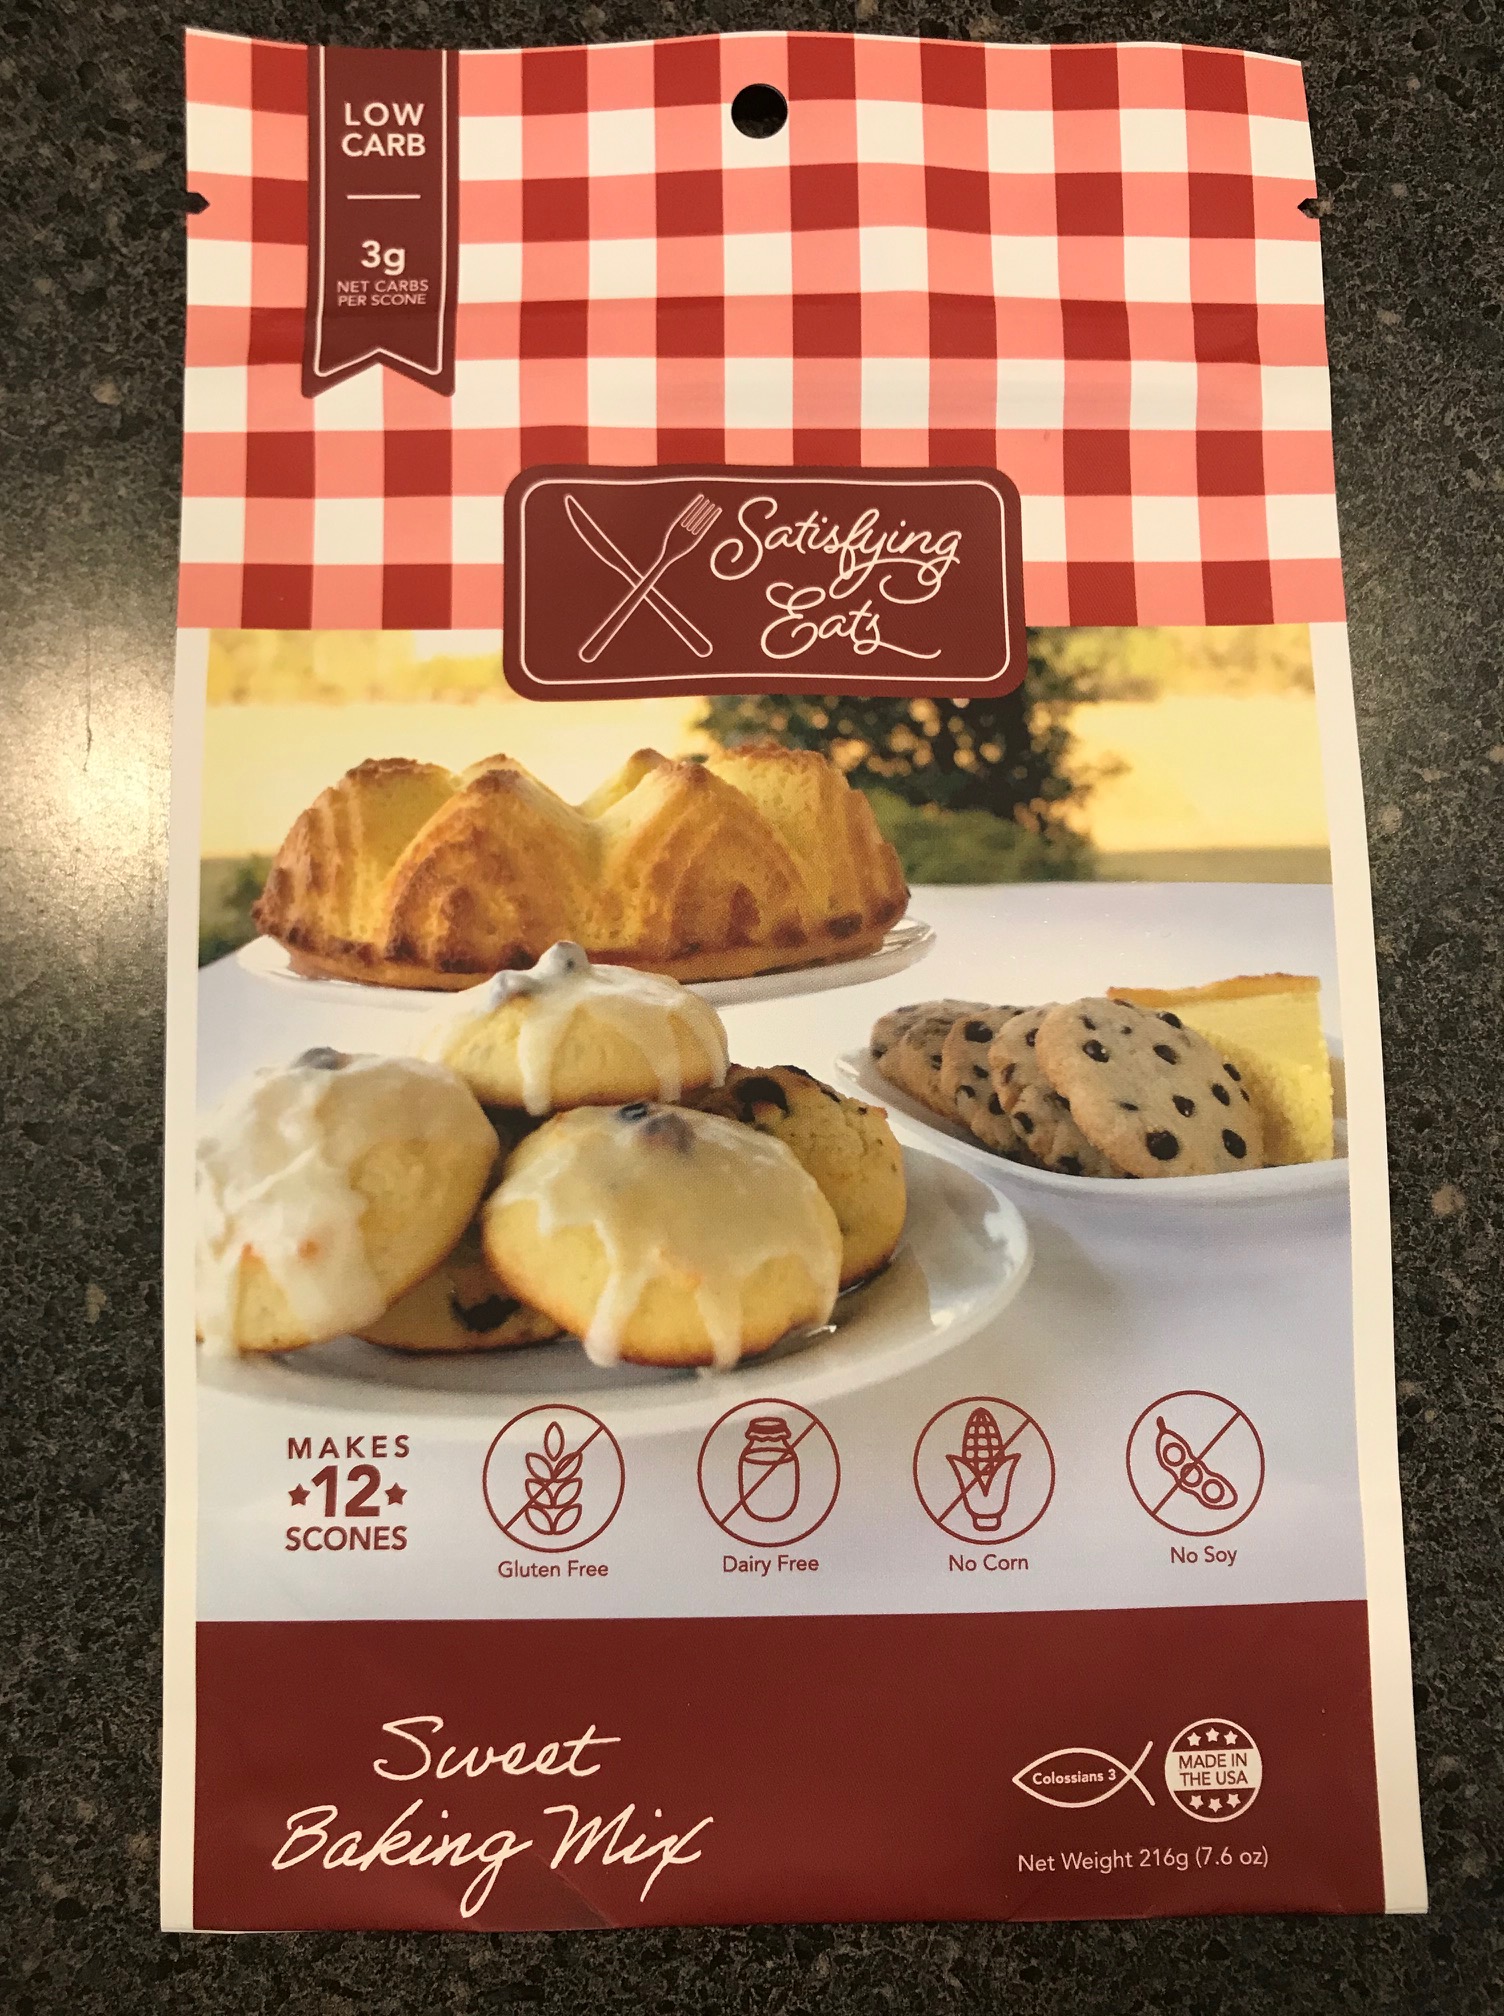 LOW
CARB
3g
NET CARBS
PER SCONE
Satisfying
Eats
MAKES
12
SCONES
Gluten Free
Dairy Free
No Corn
No Soy
Sweet
Baking Mix
Colossians 3
MADE IN
THE USA
Net Weight 216g (7.6 oz)